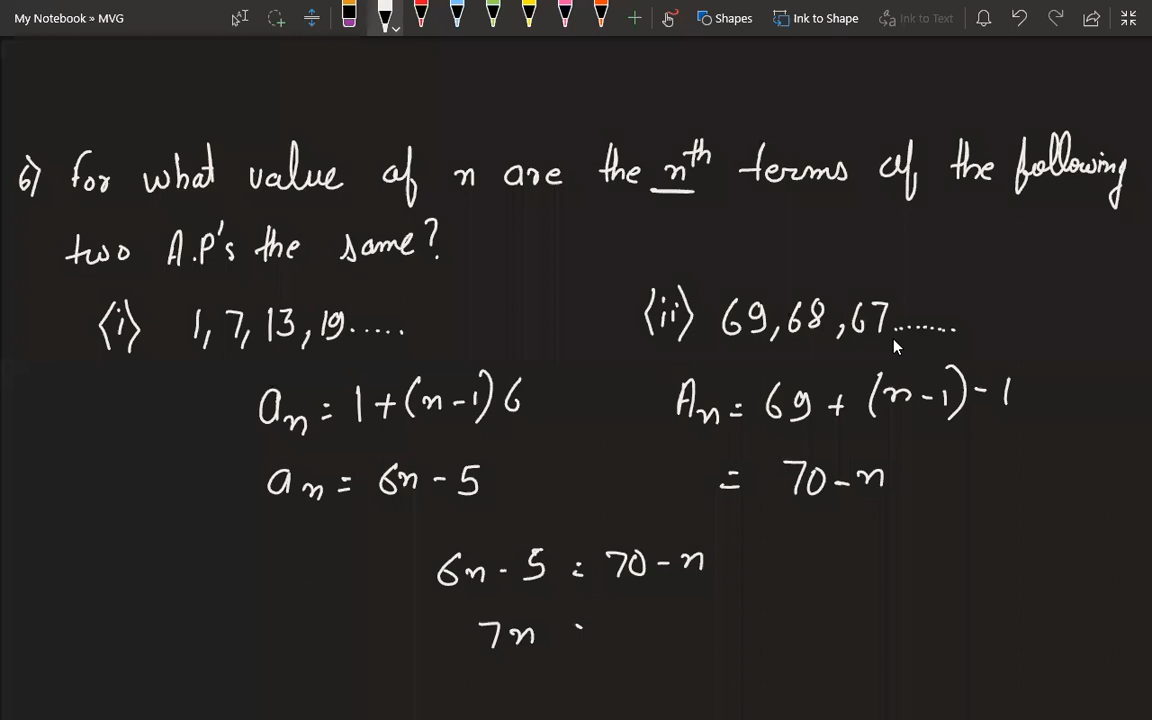 My Notebook » MVG
Shapes
Ink to Shape
Ink to Text
6) For what value of n are the nth terms of the following
two A.P's the same?
(i) 1, 7, 13, 19.....
(ii) 69, 68, 67........
an = 1 + (n - 1) 6
An = 69 + (n - 1) - 1
an = 6n - 5
= 70 - n
6n - 5 = 70 - n
7n =